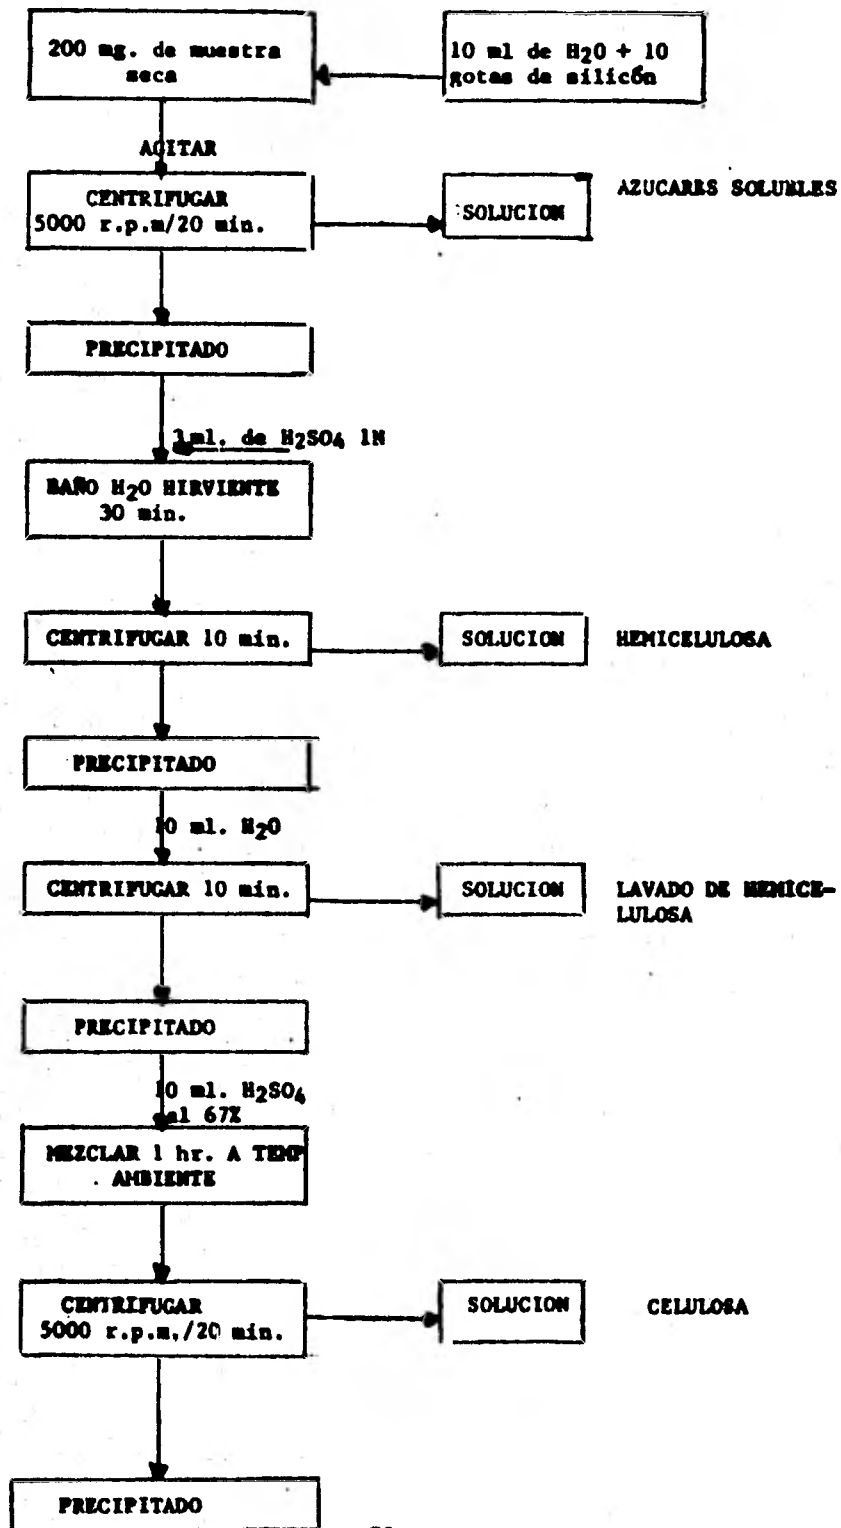 200 mg. de muestra
seca
10 ml de H2O + 10
gotas de silicón
AGITAR
CENTRIFUGAR
5000 r.p.m/20 min.
SOLUCION
AZUCARES SOLUBLES
PRECIPITADO
ml. de H2SO4 1N
BAÑO H2O HIRVIENTE
30 min.
CENTRIFUGAR 10 min.
SOLUCION
HEMICELULOSA
PRECIPITADO
10 ml. H2O
CENTRIFUGAR 10 min.
SOLUCION
LAVADO DE HEMICE-
LULOSA
PRECIPITADO
10 ml. H2SO4
al 67%
MEZCLAR 1 hr. A TEMP
AMBIENTE
CENTRIFUGAR
5000 r.p.m./20 min.
SOLUCION
CELULOSA
PRECIPITADO